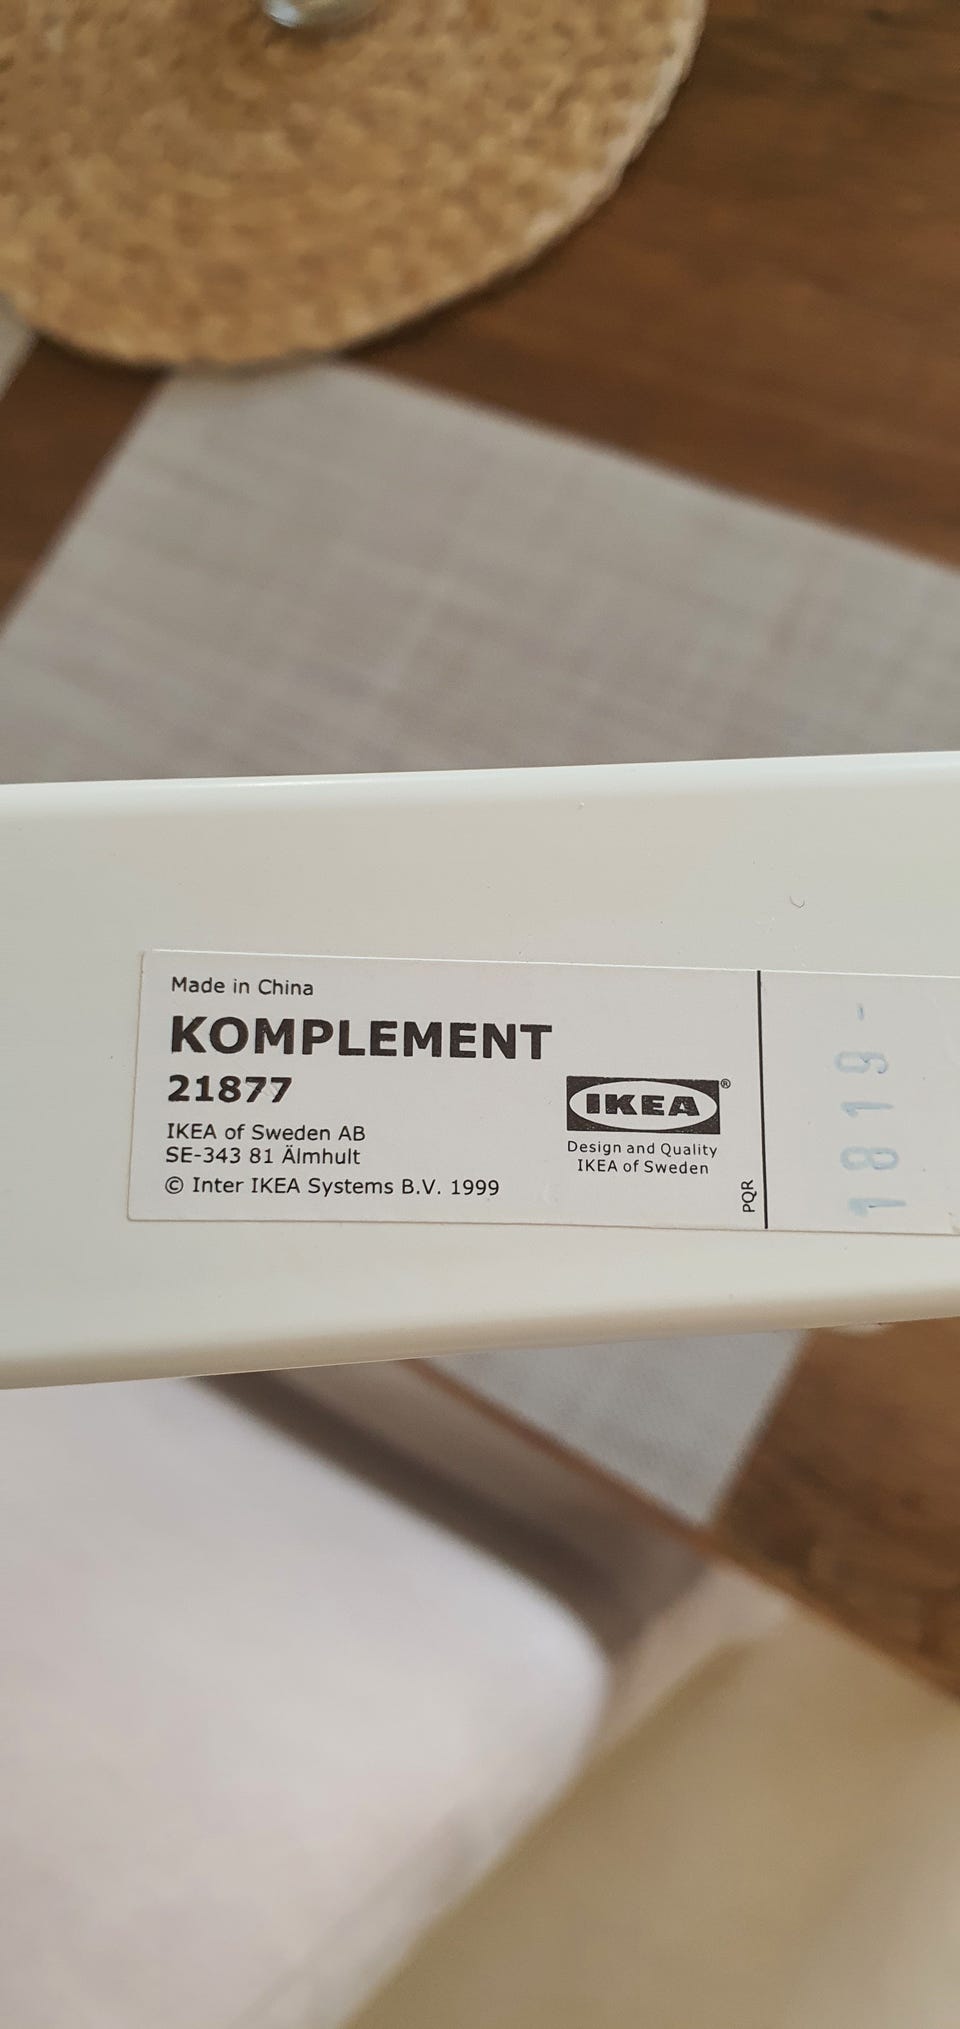 Made in China
KOMPLEMENT
21877
IKEA of Sweden AB
SE-343 81 Älmhult
© Inter IKEA Systems B.V. 1999
IKEA®
Design and Quality
IKEA of Sweden
PQR
1819-